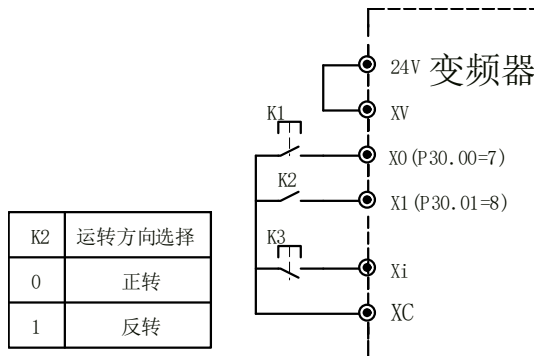 24V 变频器
XV
K1
X0(P30.00=7)
K2
X1(P30.01=8)
K3
Xi
XC
K2 运转方向选择
0 正转
1 反转